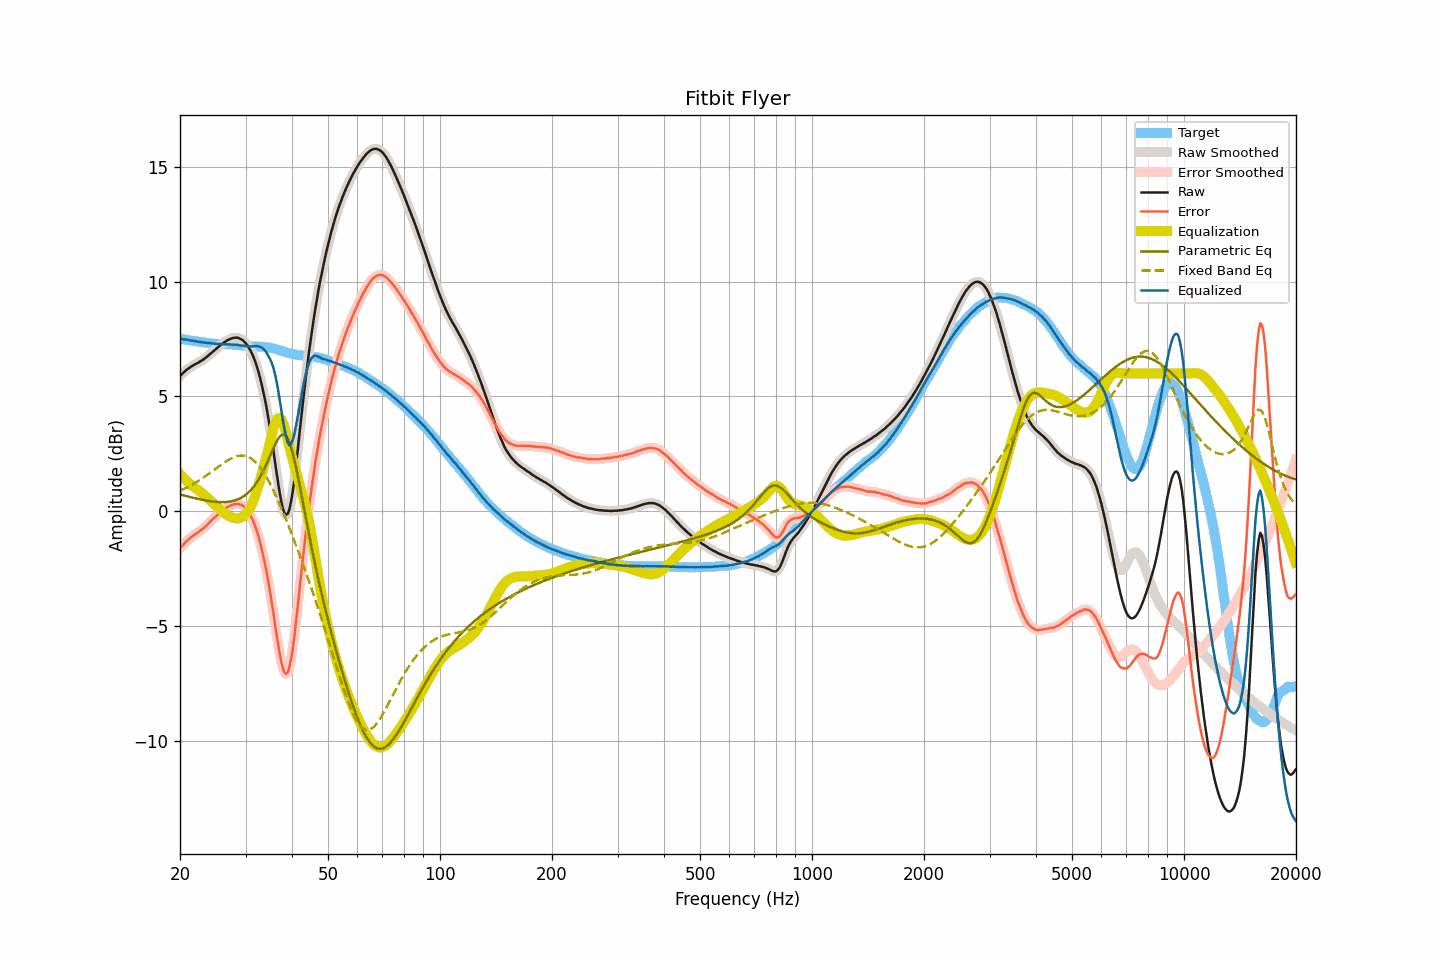 Fitbit Flyer
Target
Raw Smoothed
Error Smoothed
Raw
Error
Equalization
Parametric Eq
Fixed Band Eq
Equalized
Amplitude (dBr)
15
10
5
0
−5
−10
20 50 100 200 500 1000 2000 5000 10000 20000
Frequency (Hz)